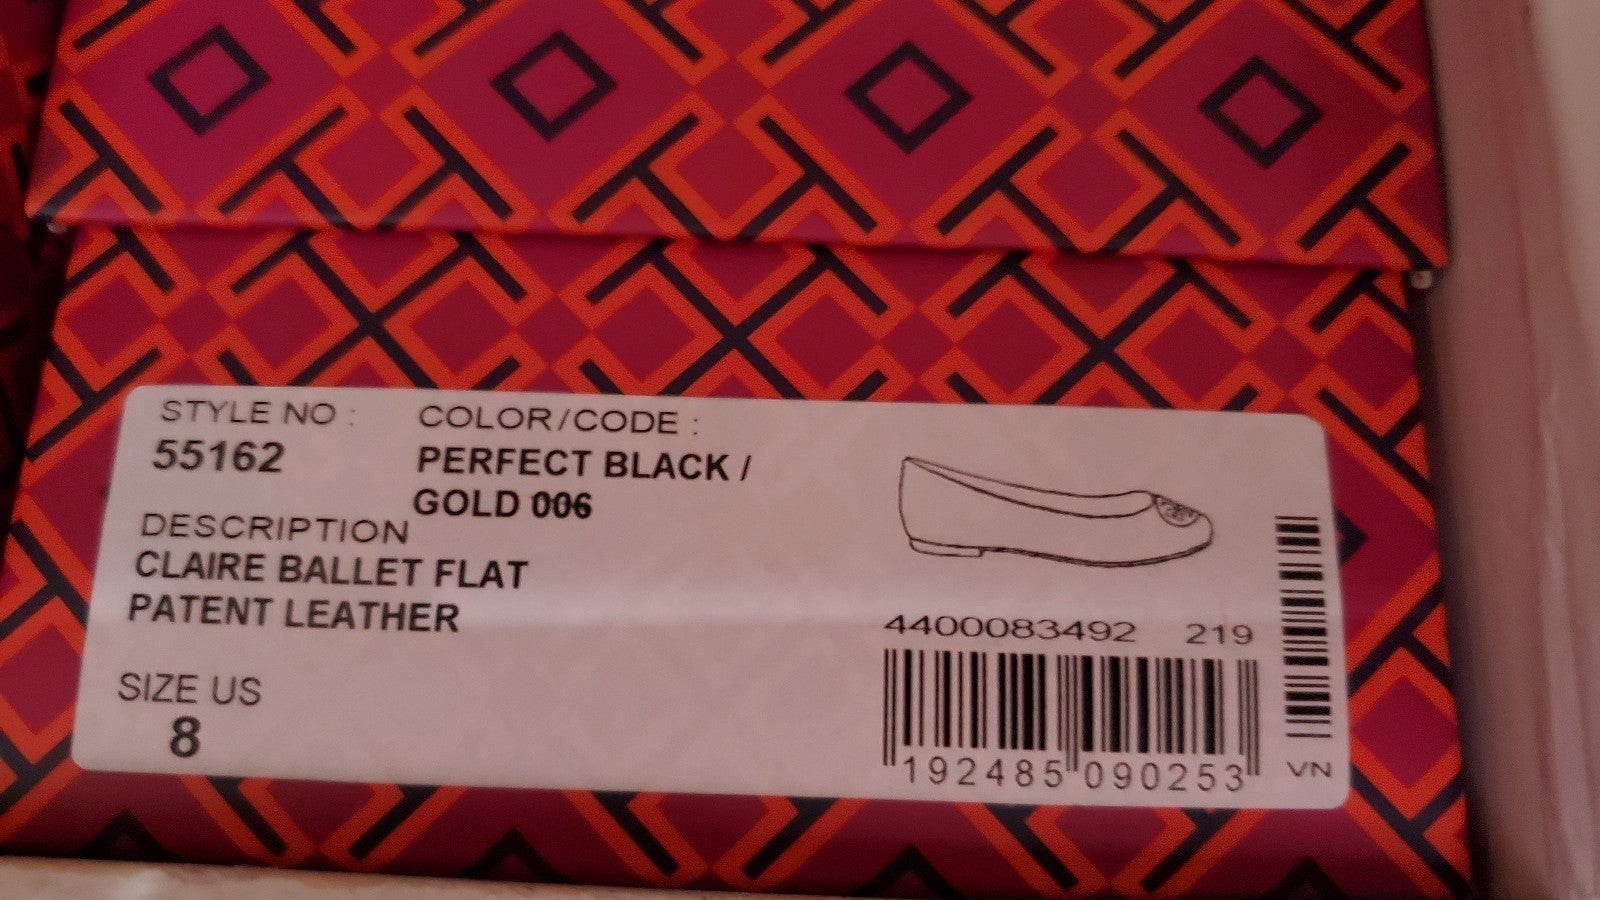 STYLE NO : COLOR/CODE :
55162 PERFECT BLACK /
GOLD 006
DESCRIPTION
CLAIRE BALLET FLAT
PATENT LEATHER
SIZE US
8
4400083492 219
192485 090253
VN